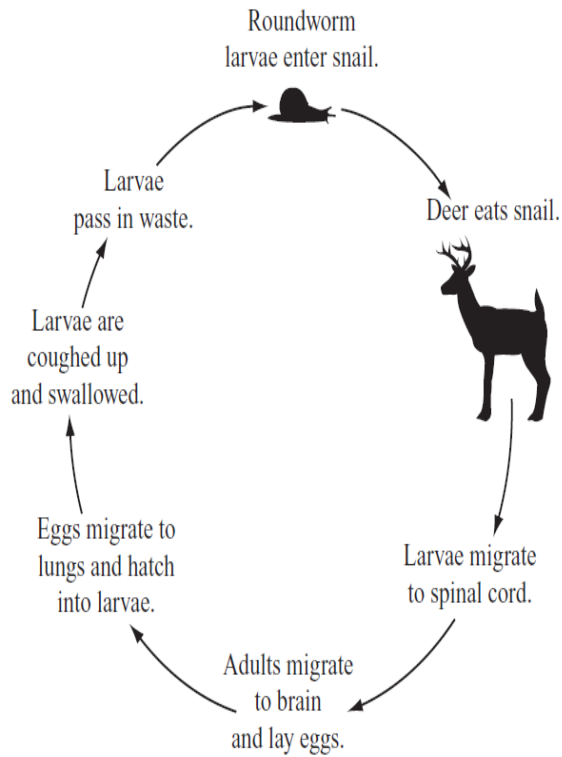 Roundworm
larvae enter snail.
Deer eats snail.
Larvae migrate
to spinal cord.
Adults migrate
to brain
and lay eggs.
Eggs migrate to
lungs and hatch
into larvae.
Larvae are
coughed up
and swallowed.
Larvae
pass in waste.